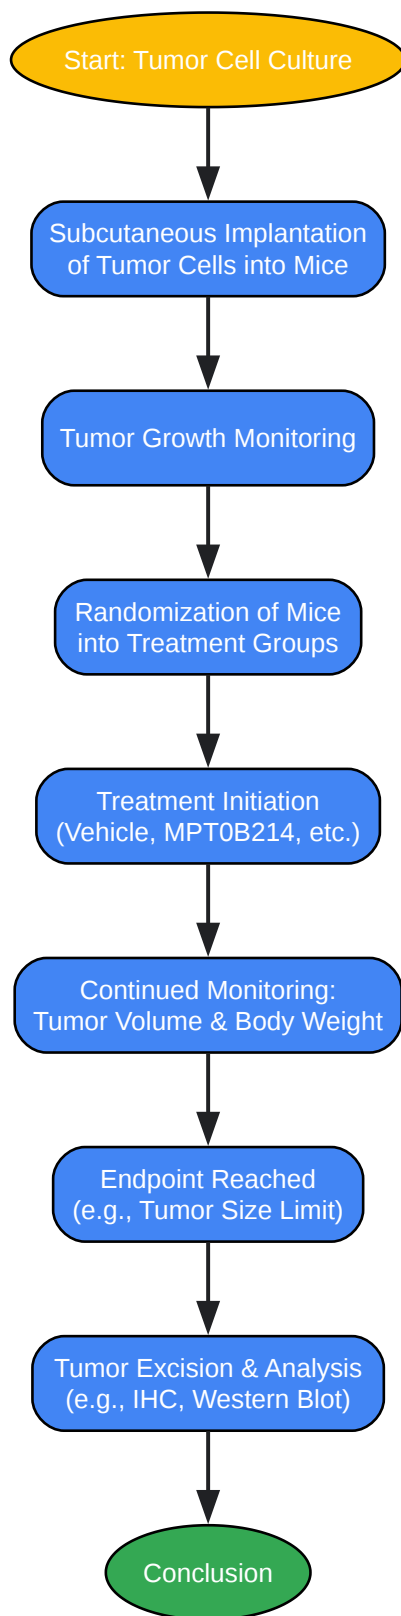 Start: Tumor Cell Culture
Subcutaneous Implantation
of Tumor Cells into Mice
Tumor Growth Monitoring
Randomization of Mice
into Treatment Groups
Treatment Initiation
(Vehicle, MPT0B214, etc.)
Continued Monitoring:
Tumor Volume & Body Weight
Endpoint Reached
(e.g., Tumor Size Limit)
Tumor Excision & Analysis
(e.g., IHC, Western Blot)
Conclusion